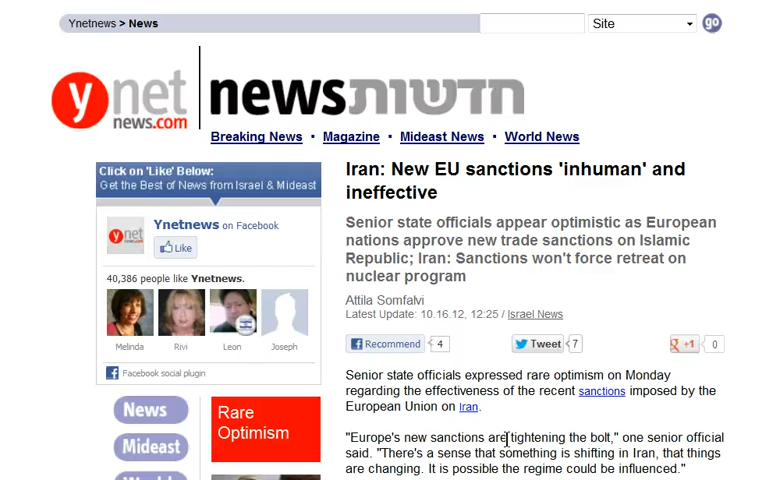 Ynetnews > News
Site
go
ynet
news.com
newsחדשות
Breaking News ▪ Magazine ▪ Mideast News ▪ World News
Click on 'Like' Below:
Get the Best of News from Israel & Mideast
ynet
news.com
Ynetnews on Facebook
Like
40,386 people like Ynetnews.
Melinda Rivi Leon Joseph
Facebook social plugin
News
Mideast
Rare
Optimism
Iran: New EU sanctions 'inhuman' and
ineffective
Senior state officials appear optimistic as European
nations approve new trade sanctions on Islamic
Republic; Iran: Sanctions won't force retreat on
nuclear program
Attila Somfalvi
Latest Update: 10.16.12, 12:25 / Israel News
Recommend 4 Tweet 7 +1 0
Senior state officials expressed rare optimism on Monday
regarding the effectiveness of the recent sanctions imposed by the
European Union on Iran.
"Europe's new sanctions are tightening the bolt," one senior official
said. "There's a sense that something is shifting in Iran, that things
are changing. It is possible the regime could be influenced."